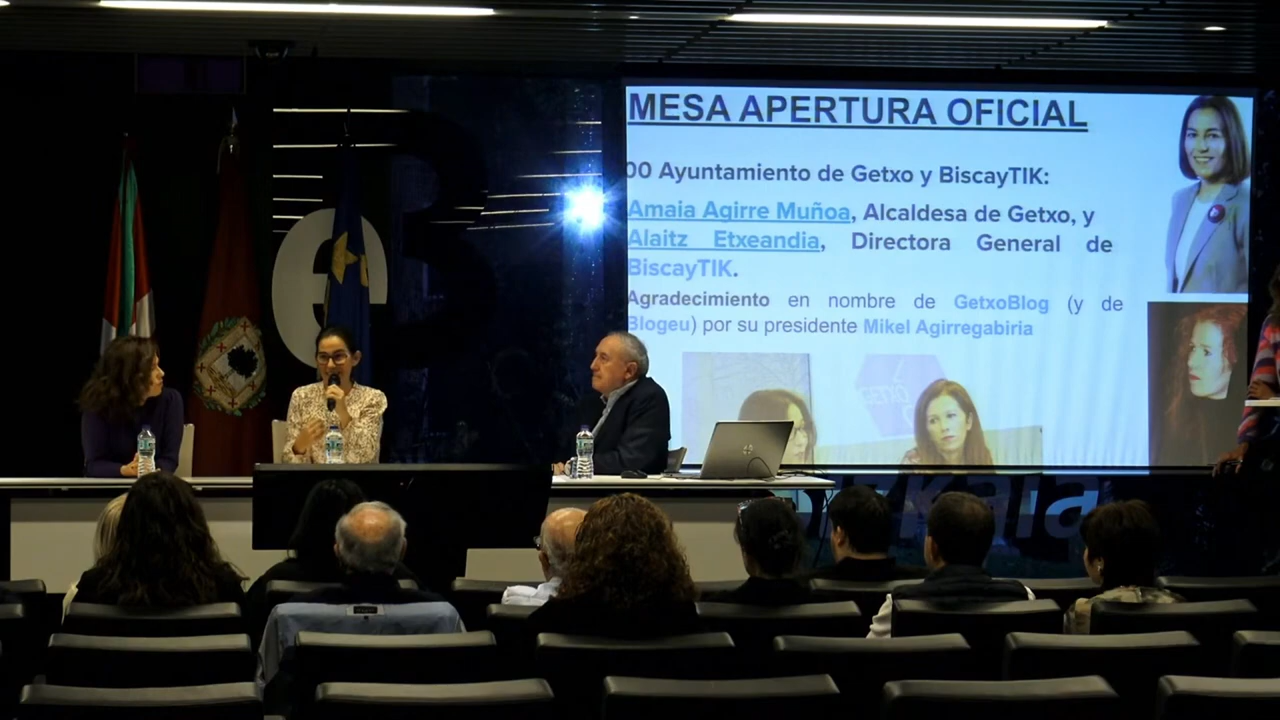 MESA APERTURA OFICIAL
00 Ayuntamiento de Getxo y BiscayTIK:
Amaia Agirre Muñoa, Alcaldesa de Getxo, y
Alaitz Etxeandia, Directora General de
BiscayTIK.
Agradecimiento en nombre de GetxoBlog (y de
Blogeu) por su presidente Mikel Agirregabiria